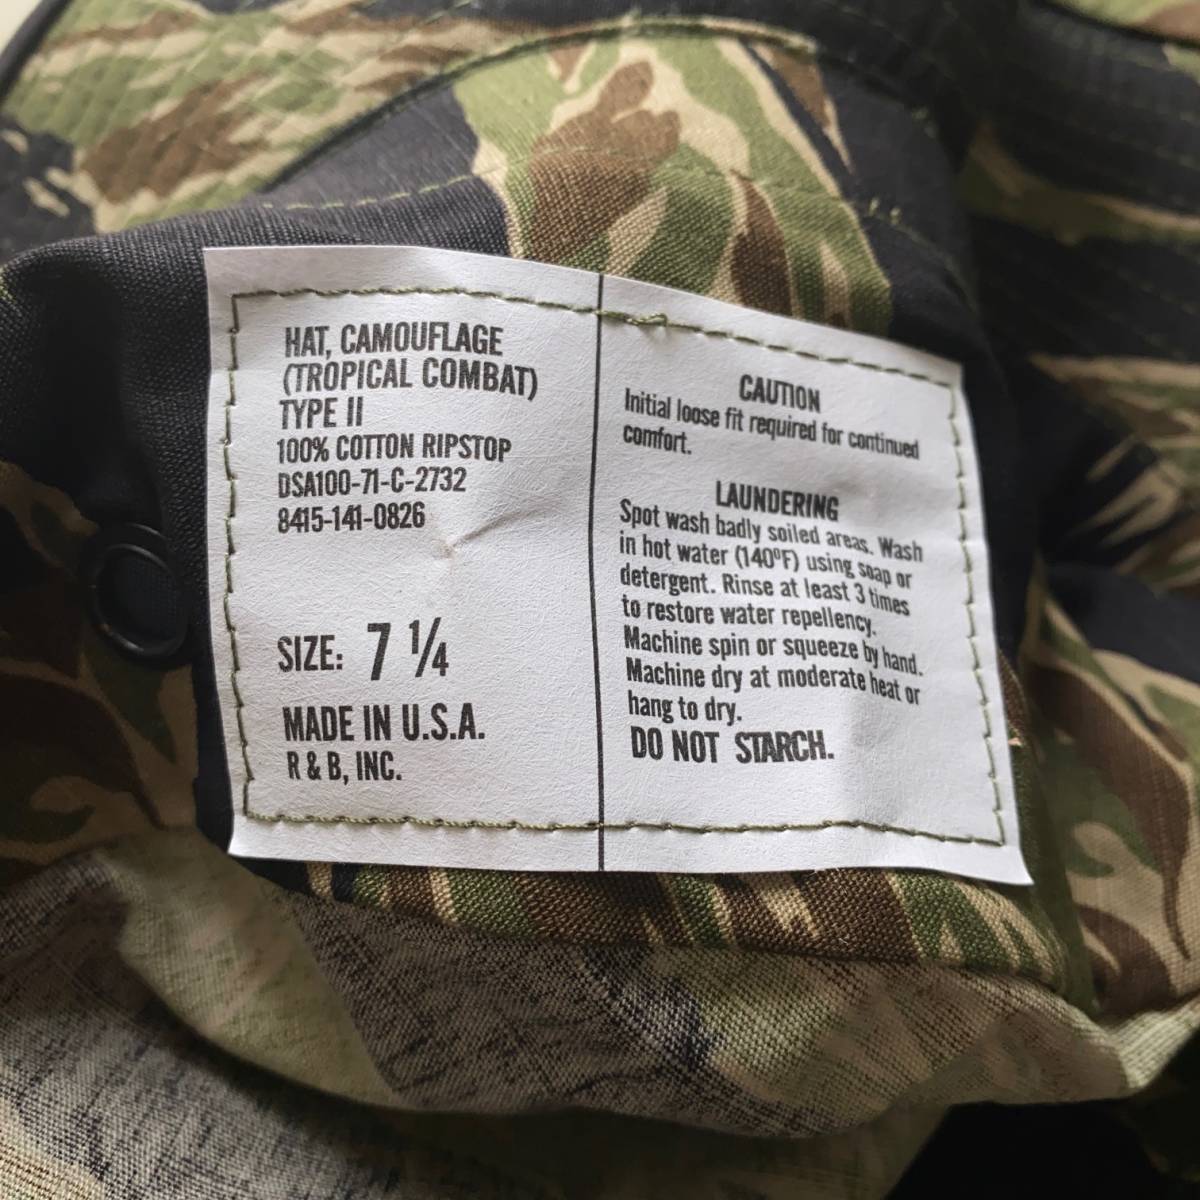 HAT, CAMOUFLAGE
(TROPICAL COMBAT)
TYPE II
100% COTTON RIPSTOP
DSA100-71-C-2732
8415-141-0826
SIZE: 7 ¼
MADE IN U.S.A.
R & B, INC.
CAUTION
Initial loose fit required for continued
comfort.
LAUNDERING
Spot wash badly soiled areas. Wash
in hot water (140ºF) using soap or
detergent. Rinse at least 3 times
to restore water repellency.
Machine spin or squeeze by hand.
Machine dry at moderate heat or
hang to dry.
DO NOT STARCH.